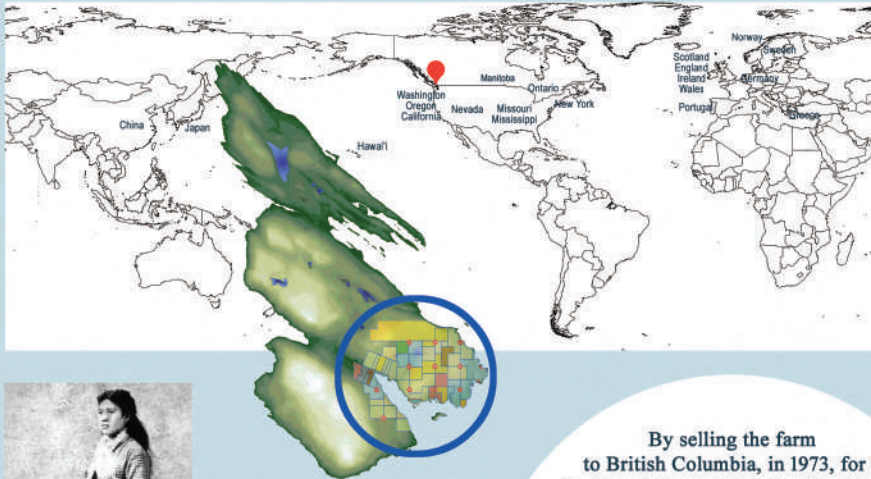 Norway
Sweden
Scotland
England
Ireland
Wales
Germany
Portugal
Greece
Manitoba
Ontario
Washington
Oregon
California
Nevada
Missouri
Mississippi
New York
China
Japan
Hawai'i
By selling the farm
to British Columbia, in 1973, for